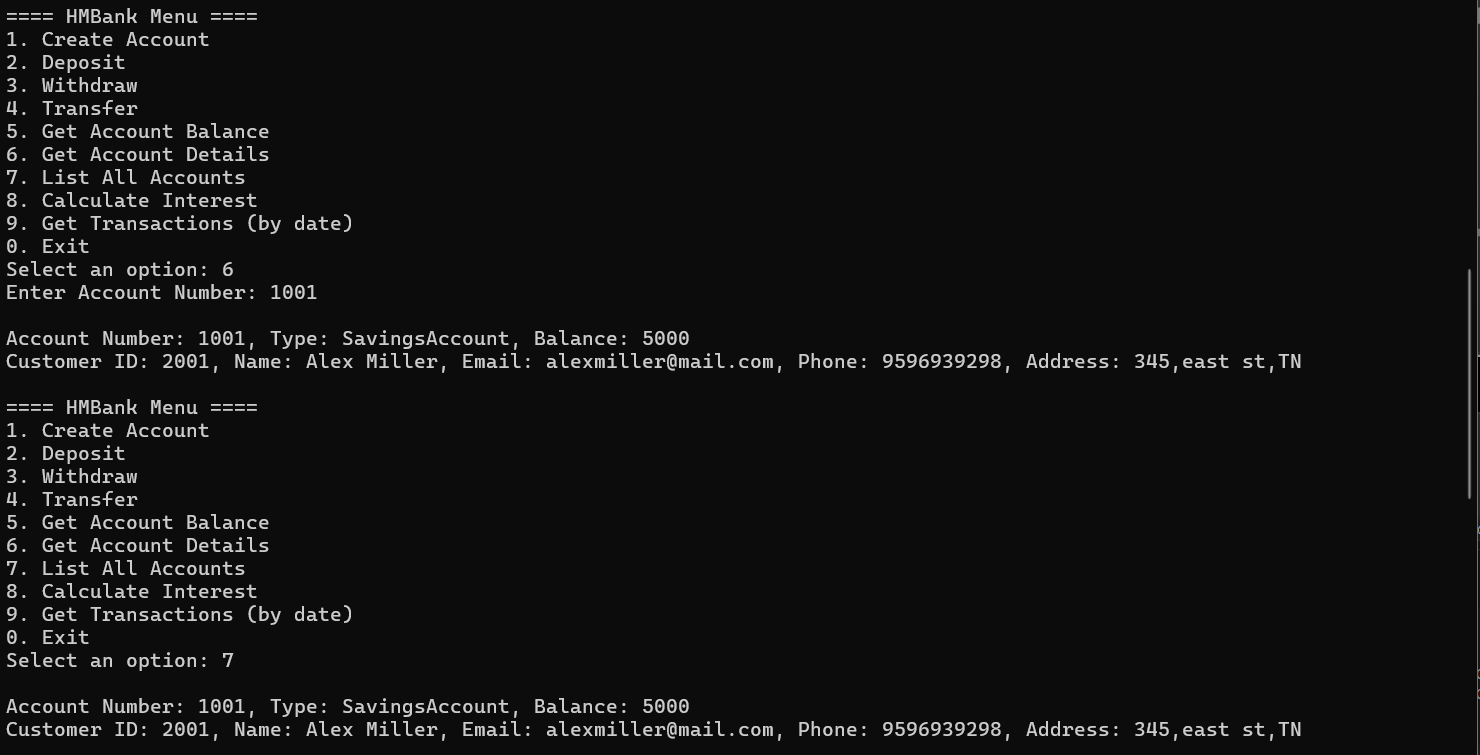 ==== HMBank Menu ====
1. Create Account
2. Deposit
3. Withdraw
4. Transfer
5. Get Account Balance
6. Get Account Details
7. List All Accounts
8. Calculate Interest
9. Get Transactions (by date)
0. Exit
Select an option: 6
Enter Account Number: 1001
Account Number: 1001, Type: SavingsAccount, Balance: 5000
Customer ID: 2001, Name: Alex Miller, Email: alexmiller@mail.com, Phone: 9596939298, Address: 345,east st,TN
==== HMBank Menu ====
1. Create Account
2. Deposit
3. Withdraw
4. Transfer
5. Get Account Balance
6. Get Account Details
7. List All Accounts
8. Calculate Interest
9. Get Transactions (by date)
0. Exit
Select an option: 7
Account Number: 1001, Type: SavingsAccount, Balance: 5000
Customer ID: 2001, Name: Alex Miller, Email: alexmiller@mail.com, Phone: 9596939298, Address: 345,east st,TN